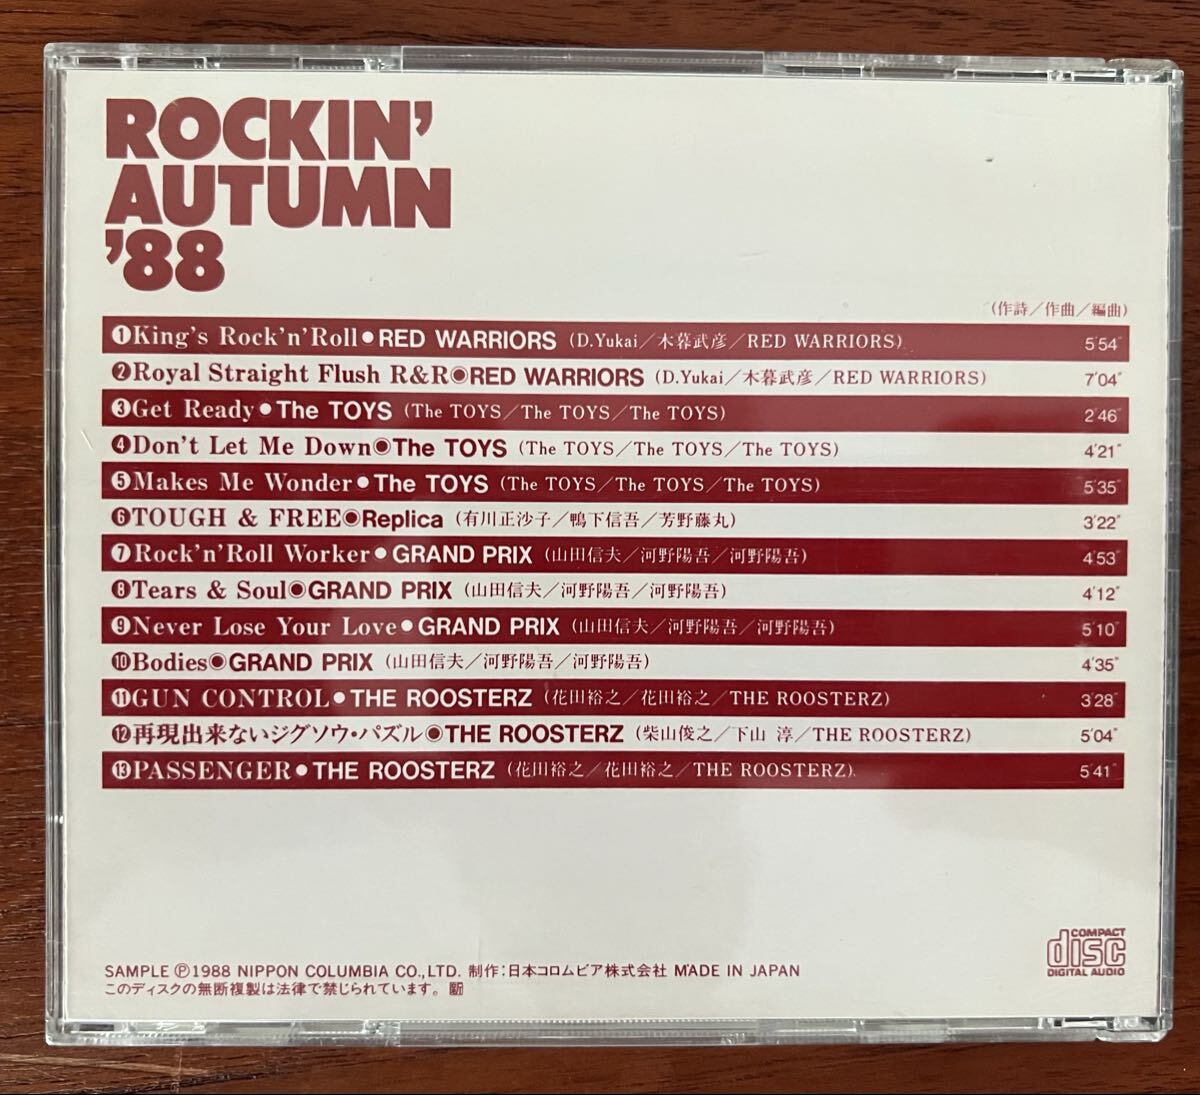 ROCKIN'
AUTUMN
'88
(作詩／作曲／編曲)
❶King's Rock'n'Roll●RED WARRIORS (D.Yukai／木暮武彦／RED WARRIORS) 5'54"
❷Royal Straight Flush R&R◉RED WARRIORS (D.Yukai／木暮武彦／RED WARRIORS) 7'04"
❸Get Ready●The TOYS (The TOYS／The TOYS／The TOYS) 2'46"
❹Don't Let Me Down◉The TOYS (The TOYS／The TOYS／The TOYS) 4'21"
❺Makes Me Wonder●The TOYS (The TOYS／The TOYS／The TOYS) 5'35"
❻TOUGH & FREE◉Replica (有川正沙子／鴨下信吾／芳野藤丸) 3'22"
❼Rock'n'Roll Worker●GRAND PRIX (山田信夫／河野陽吾／河野陽吾) 4'53"
❽Tears & Soul◉GRAND PRIX (山田信夫／河野陽吾／河野陽吾) 4'12"
❾Never Lose Your Love●GRAND PRIX (山田信夫／河野陽吾／河野陽吾) 5'10"
❿Bodies◉GRAND PRIX (山田信夫／河野陽吾／河野陽吾) 4'35"
⓫GUN CONTROL●THE ROOSTERZ (花田裕之／花田裕之／THE ROOSTERZ) 3'28"
⓬再現出来ないジグソウ・パズル◉THE ROOSTERZ (柴山俊之／下山 淳／THE ROOSTERZ) 5'04"
⓭PASSENGER●THE ROOSTERZ (花田裕之／花田裕之／THE ROOSTERZ) 5'41"
COMPACT
disc
DIGITAL AUDIO
SAMPLE Ⓟ1988 NIPPON COLUMBIA CO.,LTD. 制作：日本コロムビア株式会社 MADE IN JAPAN
このディスクの無断複製は法律で禁じられています。